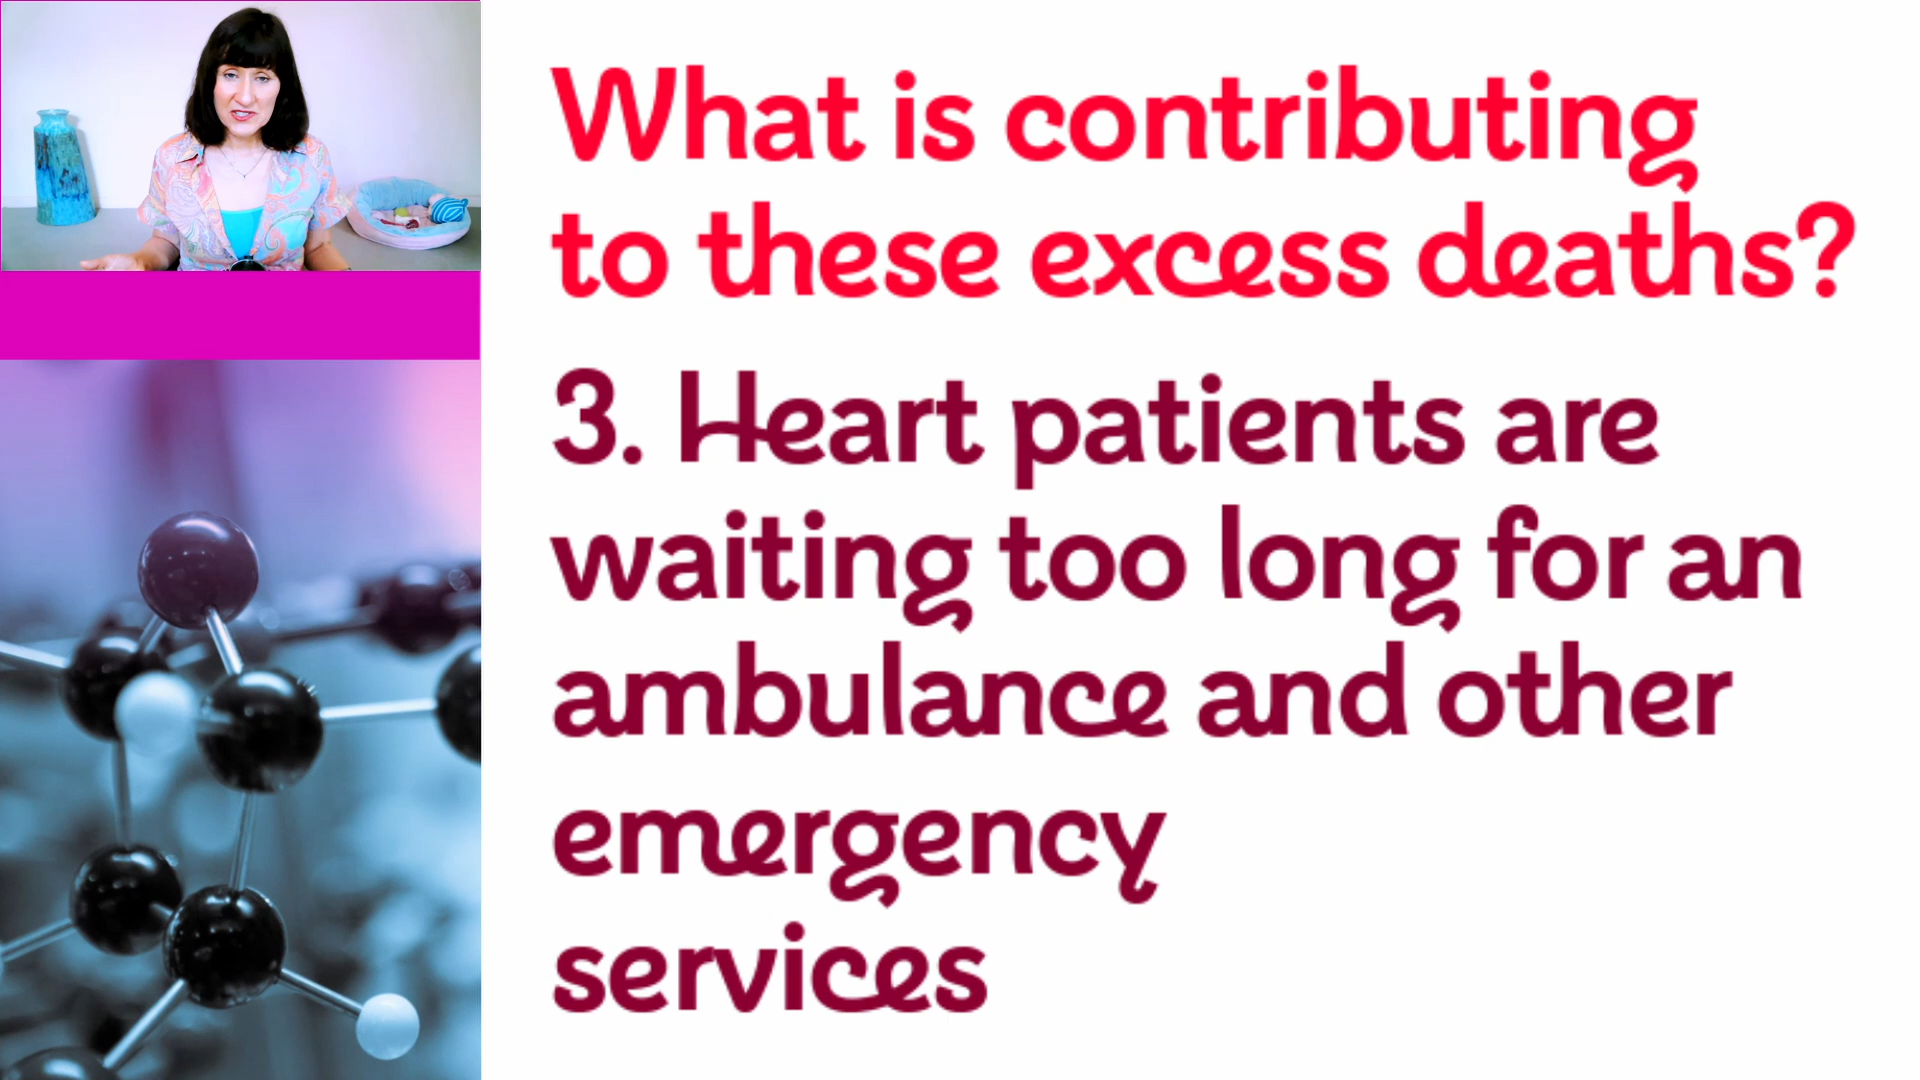 What is contributing
to these excess deaths?
3. Heart patients are
waiting too long for an
ambulance and other
emergency
services